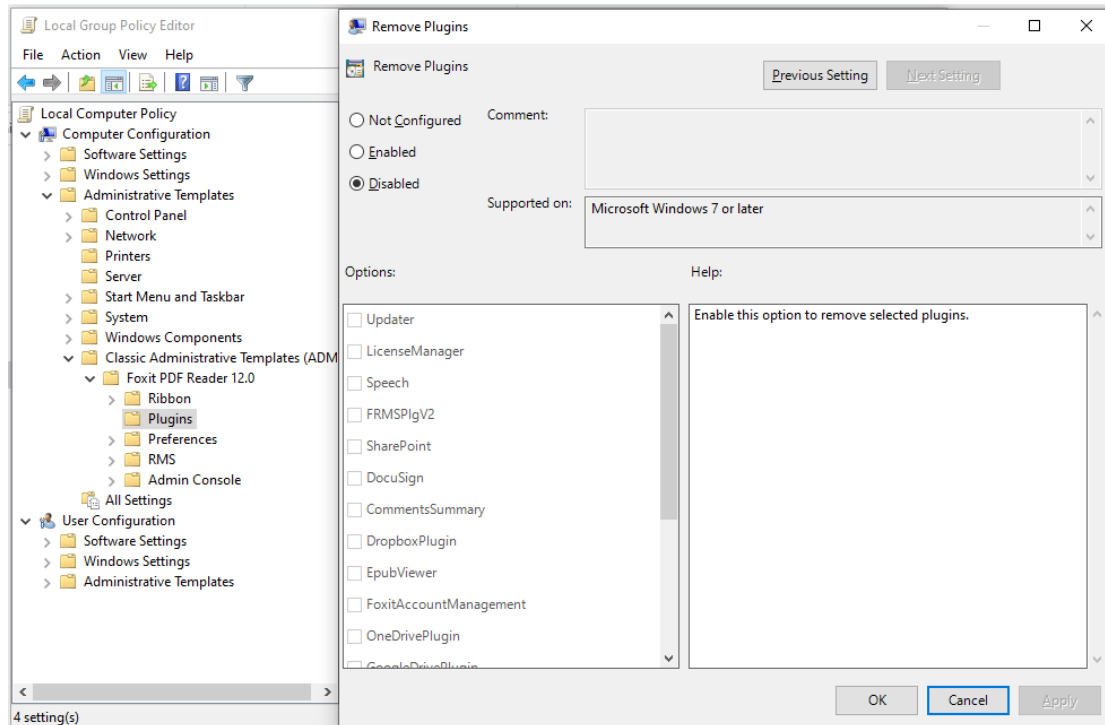 Local Group Policy Editor
File Action View Help
Local Computer Policy
Computer Configuration
Software Settings
Windows Settings
Administrative Templates
Control Panel
Network
Printers
Server
Start Menu and Taskbar
System
Windows Components
Classic Administrative Templates (ADM
Foxit PDF Reader 12.0
Ribbon
Plugins
Preferences
RMS
Admin Console
All Settings
User Configuration
Software Settings
Windows Settings
Administrative Templates
4 setting(s)
Remove Plugins
Remove Plugins
Previous Setting
Next Setting
Not Configured
Enabled
Disabled
Comment:
Supported on:
Microsoft Windows 7 or later
Options:
Help:
Updater
LicenseManager
Speech
FRMSPlgV2
SharePoint
DocuSign
CommentsSummary
DropboxPlugin
EpubViewer
FoxitAccountManagement
OneDrivePlugin
GoogleDrivePlugin
Enable this option to remove selected plugins.
OK
Cancel
Apply